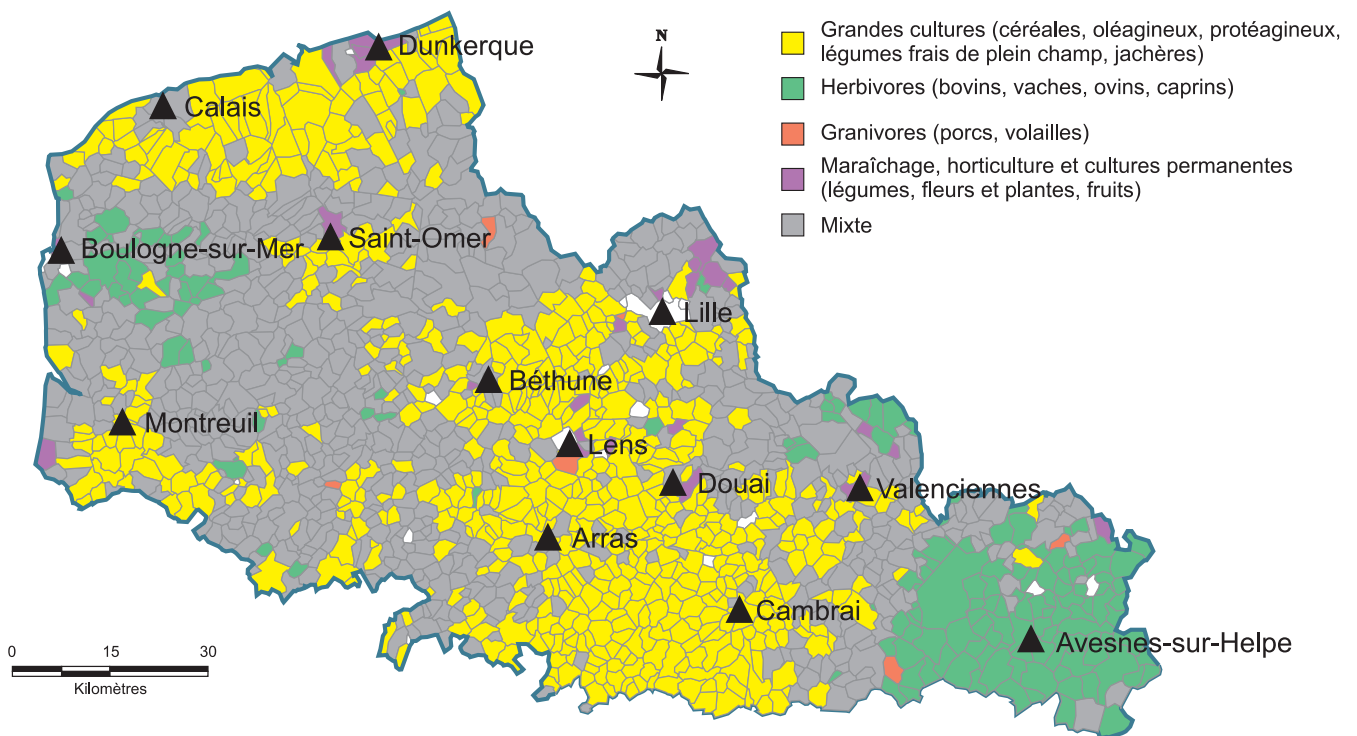 N
Grandes cultures (céréales, oléagineux, protéagineux,
légumes frais de plein champ, jachères)
Herbivores (bovins, vaches, ovins, caprins)
Granivores (porcs, volailles)
Maraîchage, horticulture et cultures permanentes
(légumes, fleurs et plantes, fruits)
Mixte
Dunkerque
Calais
Boulogne-sur-Mer
Saint-Omer
Lille
Béthune
Montreuil
Lens
Douai
Valenciennes
Arras
Cambrai
Avesnes-sur-Helpe
0 15 30
Kilomètres